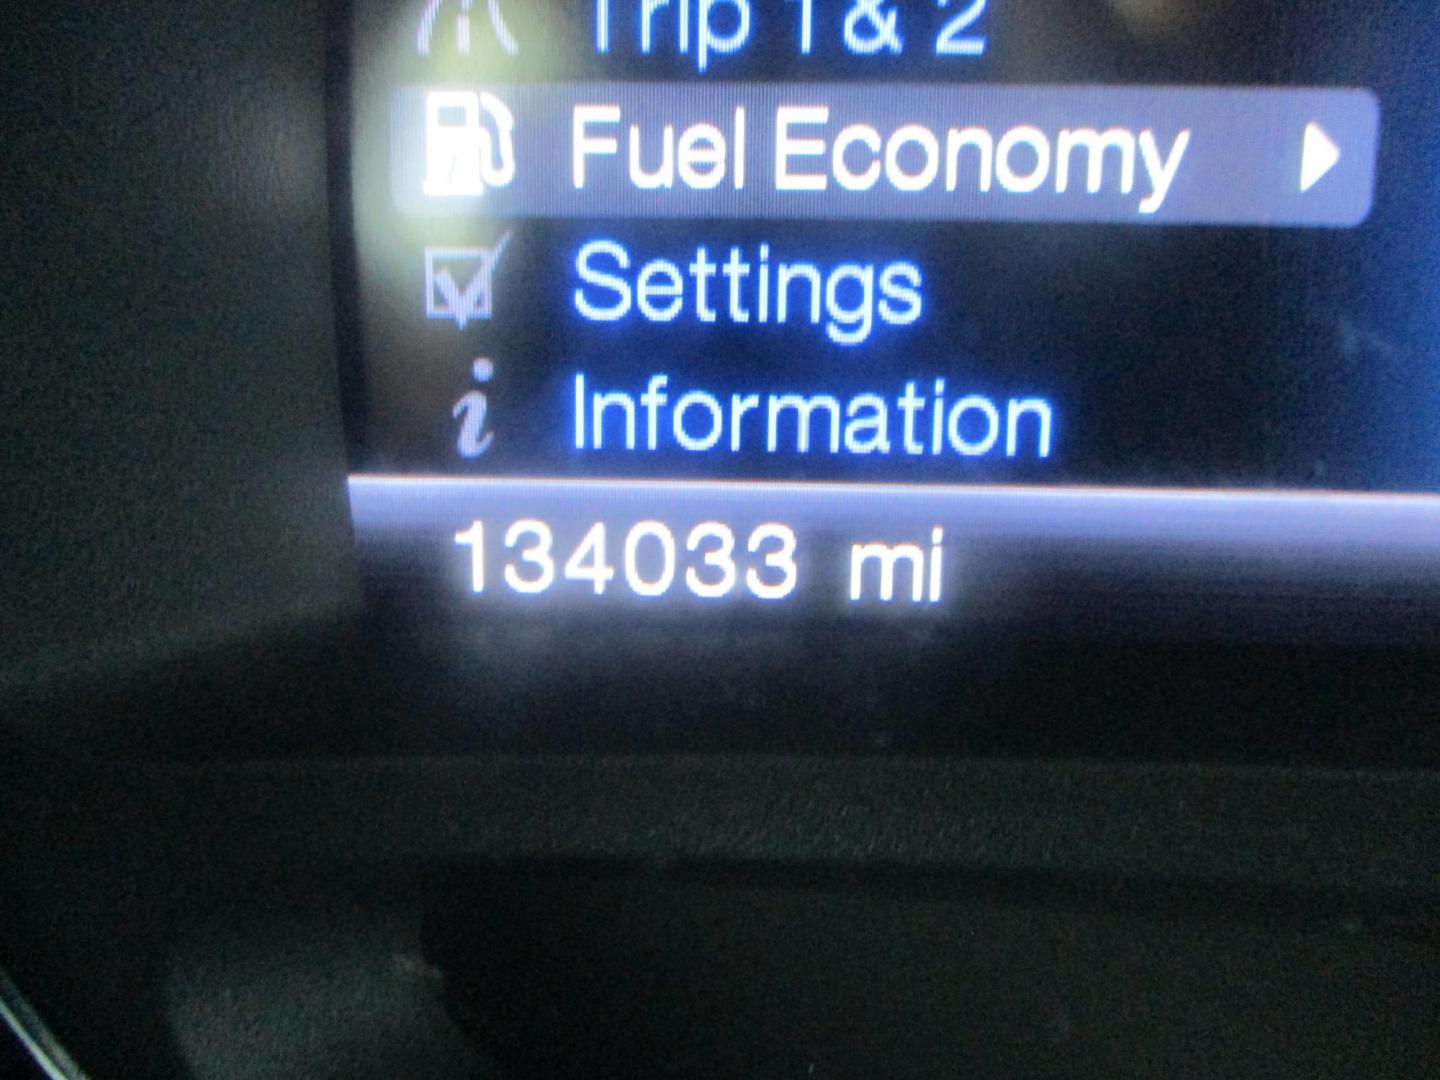 Trip 1 & 2
Fuel Economy
Settings
i Information
134033 mi